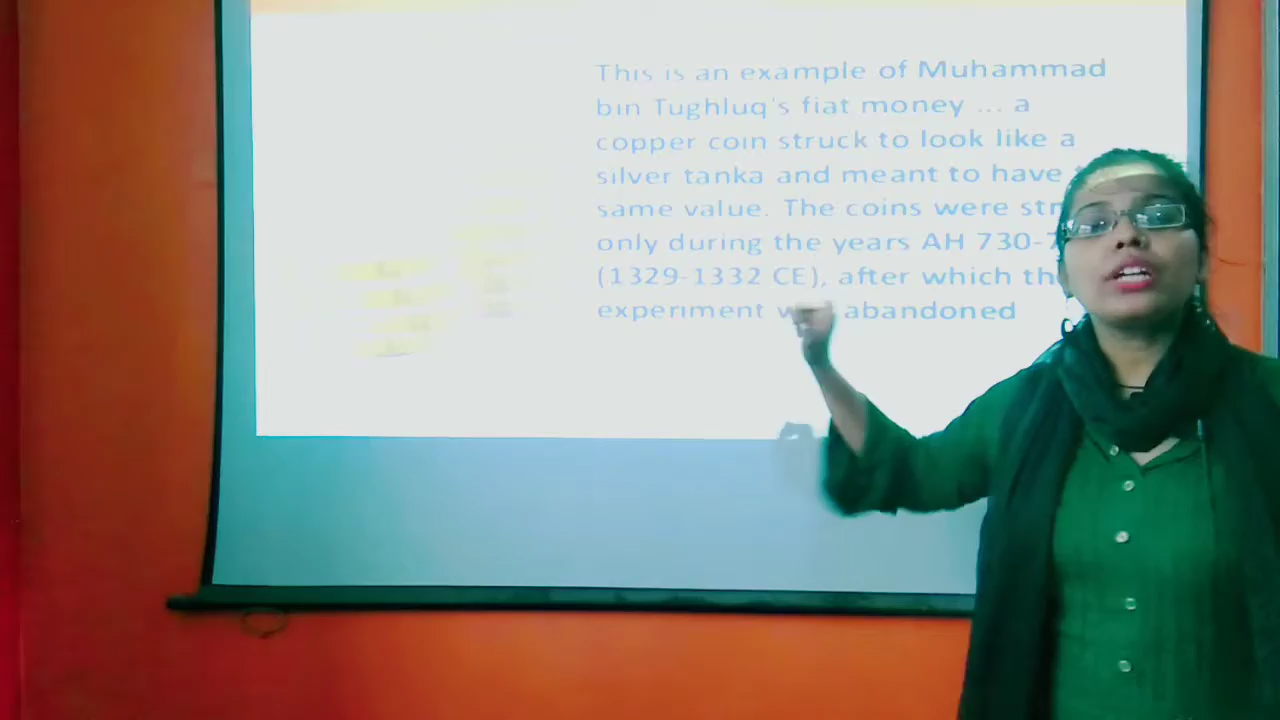 This is an example of Muhammad
bin Tughluq's fiat money ... a
copper coin struck to look like a
silver tanka and meant to have
same value. The coins were
only during the years AH 730-
(1329-1332 CE), after which
experiment abandoned